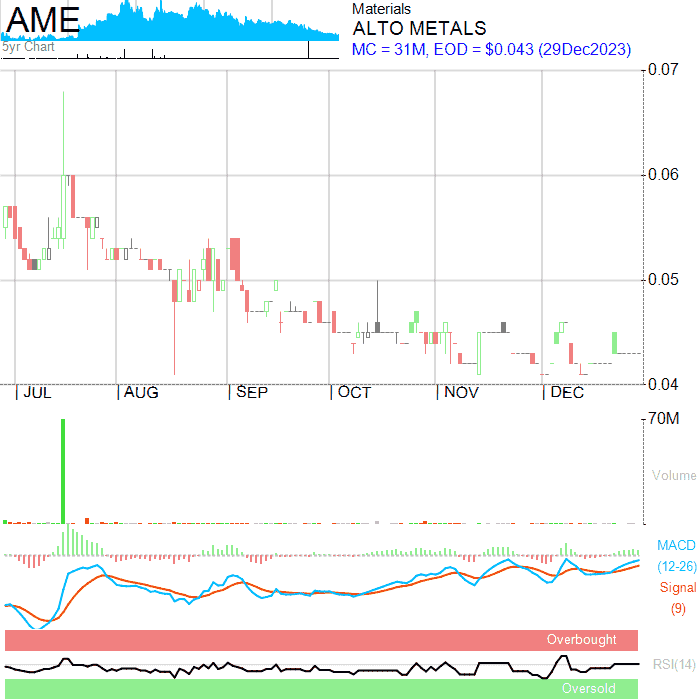 AME
5yr Chart
Materials
ALTO METALS
MC = 31M, EOD = $0.043 (29Dec2023)
0.07
0.06
0.05
0.04
JUL AUG SEP OCT NOV DEC
70M
Volume
MACD
(12-26)
Signal
(9)
Overbought
RSI(14)
Oversold